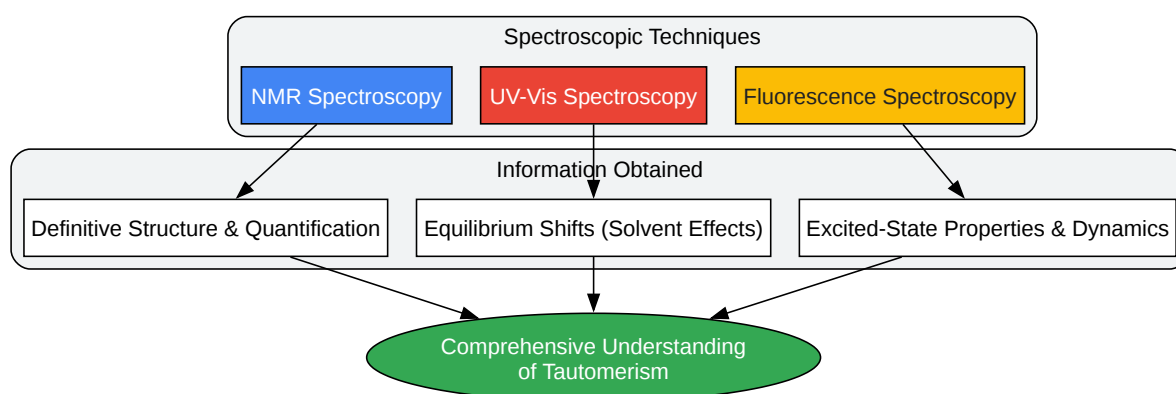 Spectroscopic Techniques
NMR Spectroscopy
UV-Vis Spectroscopy
Fluorescence Spectroscopy
Information Obtained
Definitive Structure & Quantification
Equilibrium Shifts (Solvent Effects)
Excited-State Properties & Dynamics
Comprehensive Understanding
of Tautomerism